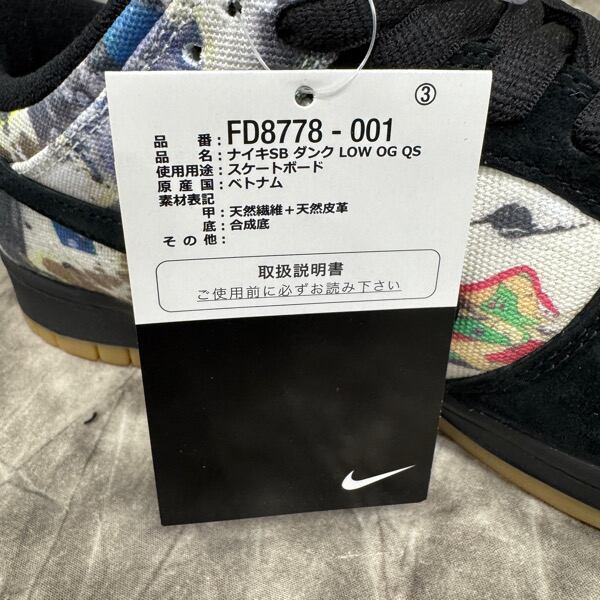 ③
品番：FD8778 - 001
品名：ナイキSB ダンク LOW OG QS
使用用途：スケートボード
原産国：ベトナム
素材表記
甲：天然繊維＋天然皮革
底：合成底
その他：
取扱説明書
ご使用前に必ずお読み下さい